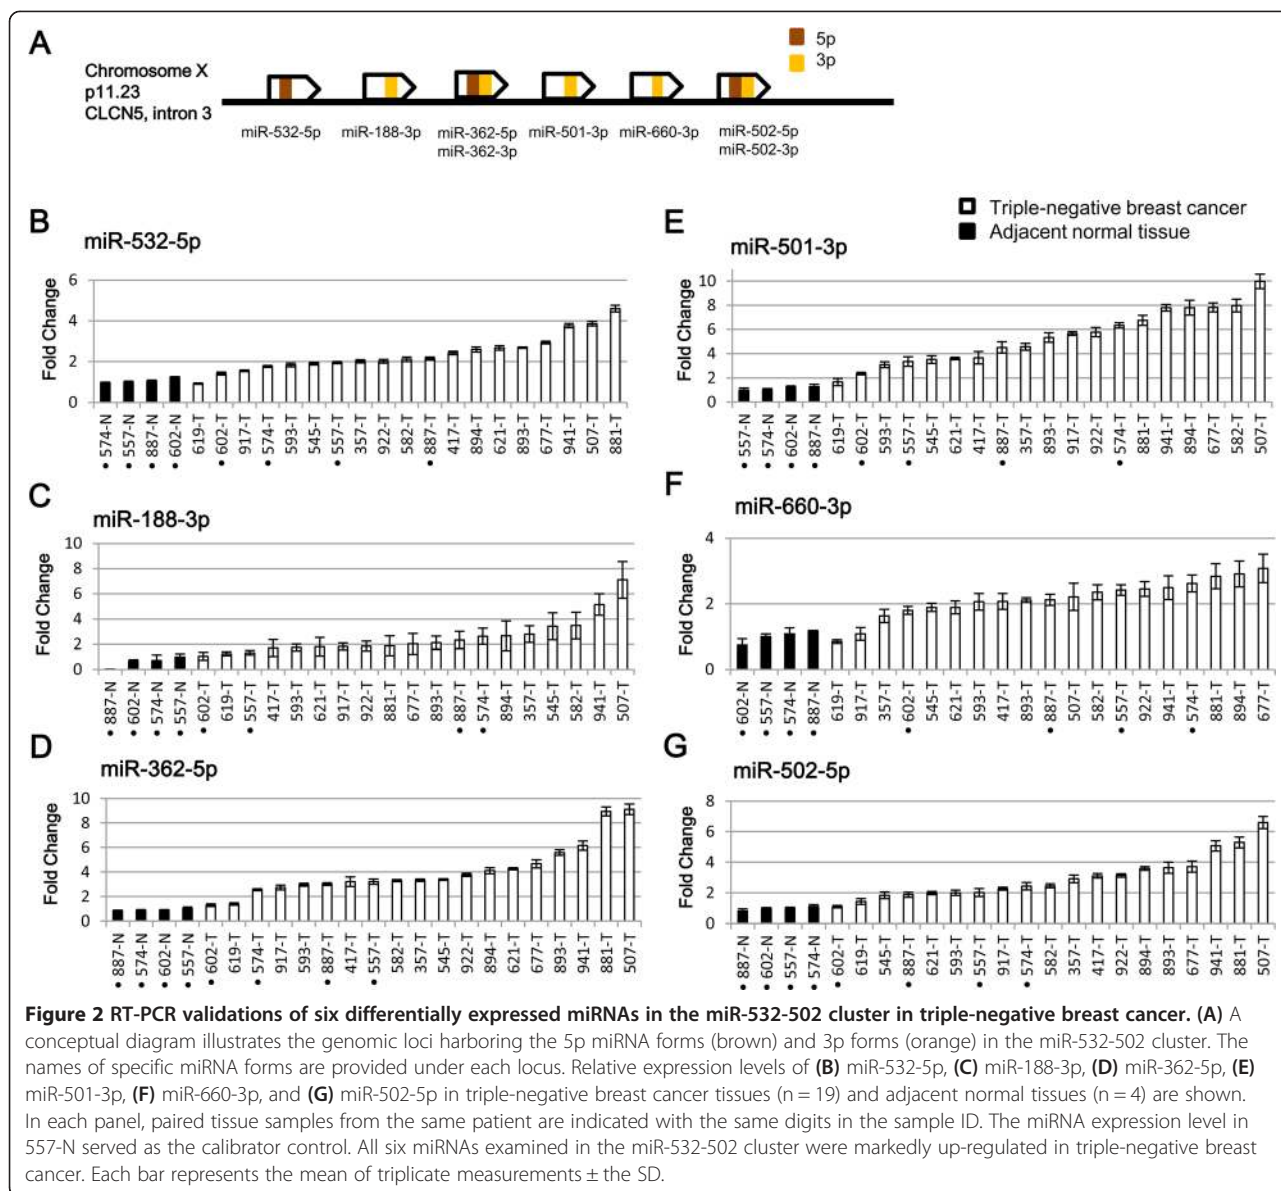 A
5p
3p
Chromosome X
p11.23
CLCN5, intron 3
miR-532-5p miR-188-3p miR-362-5p miR-501-3p miR-660-3p miR-502-5p
miR-362-3p miR-502-3p
Triple-negative breast cancer
Adjacent normal tissue
B
miR-532-5p
Fold Change
6
4
2
0
574-N 557-N 887-N 602-N 619-T 602-T 917-T 574-T 593-T 545-T 557-T 357-T 922-T 582-T 887-T 417-T 894-T 621-T 893-T 677-T 941-T 507-T 881-T
C
miR-188-3p
Fold Change
10
8
6
4
2
0
887-N 602-N 574-N 557-N 602-T 619-T 557-T 417-T 593-T 621-T 917-T 922-T 881-T 677-T 893-T 887-T 574-T 894-T 357-T 545-T 582-T 941-T 507-T
D
miR-362-5p
Fold Change
10
8
6
4
2
0
887-N 574-N 602-N 557-N 602-T 619-T 574-T 917-T 593-T 887-T 417-T 557-T 582-T 357-T 545-T 922-T 894-T 621-T 677-T 893-T 941-T 881-T 507-T
E
miR-501-3p
Fold Change
10
8
6
4
2
0
557-N 574-N 602-N 887-N 619-T 602-T 593-T 557-T 545-T 621-T 417-T 887-T 357-T 893-T 917-T 922-T 574-T 881-T 941-T 894-T 677-T 582-T 507-T
F
miR-660-3p
Fold Change
4
2
0
602-N 557-N 574-N 887-N 619-T 917-T 357-T 602-T 545-T 621-T 593-T 417-T 893-T 887-T 507-T 582-T 557-T 922-T 941-T 574-T 881-T 894-T 677-T
G
miR-502-5p
Fold Change
8
6
4
2
0
887-N 602-N 557-N 574-N 602-T 619-T 545-T 887-T 621-T 593-T 557-T 917-T 574-T 582-T 357-T 417-T 922-T 894-T 893-T 677-T 941-T 881-T 507-T
Figure 2 RT-PCR validations of six differentially expressed miRNAs in the miR-532-502 cluster in triple-negative breast cancer. (A) A
conceptual diagram illustrates the genomic loci harboring the 5p miRNA forms (brown) and 3p forms (orange) in the miR-532-502 cluster. The
names of specific miRNA forms are provided under each locus. Relative expression levels of (B) miR-532-5p, (C) miR-188-3p, (D) miR-362-5p, (E)
miR-501-3p, (F) miR-660-3p, and (G) miR-502-5p in triple-negative breast cancer tissues (n = 19) and adjacent normal tissues (n = 4) are shown.
In each panel, paired tissue samples from the same patient are indicated with the same digits in the sample ID. The miRNA expression level in
557-N served as the calibrator control. All six miRNAs examined in the miR-532-502 cluster were markedly up-regulated in triple-negative breast
cancer. Each bar represents the mean of triplicate measurements ± the SD.